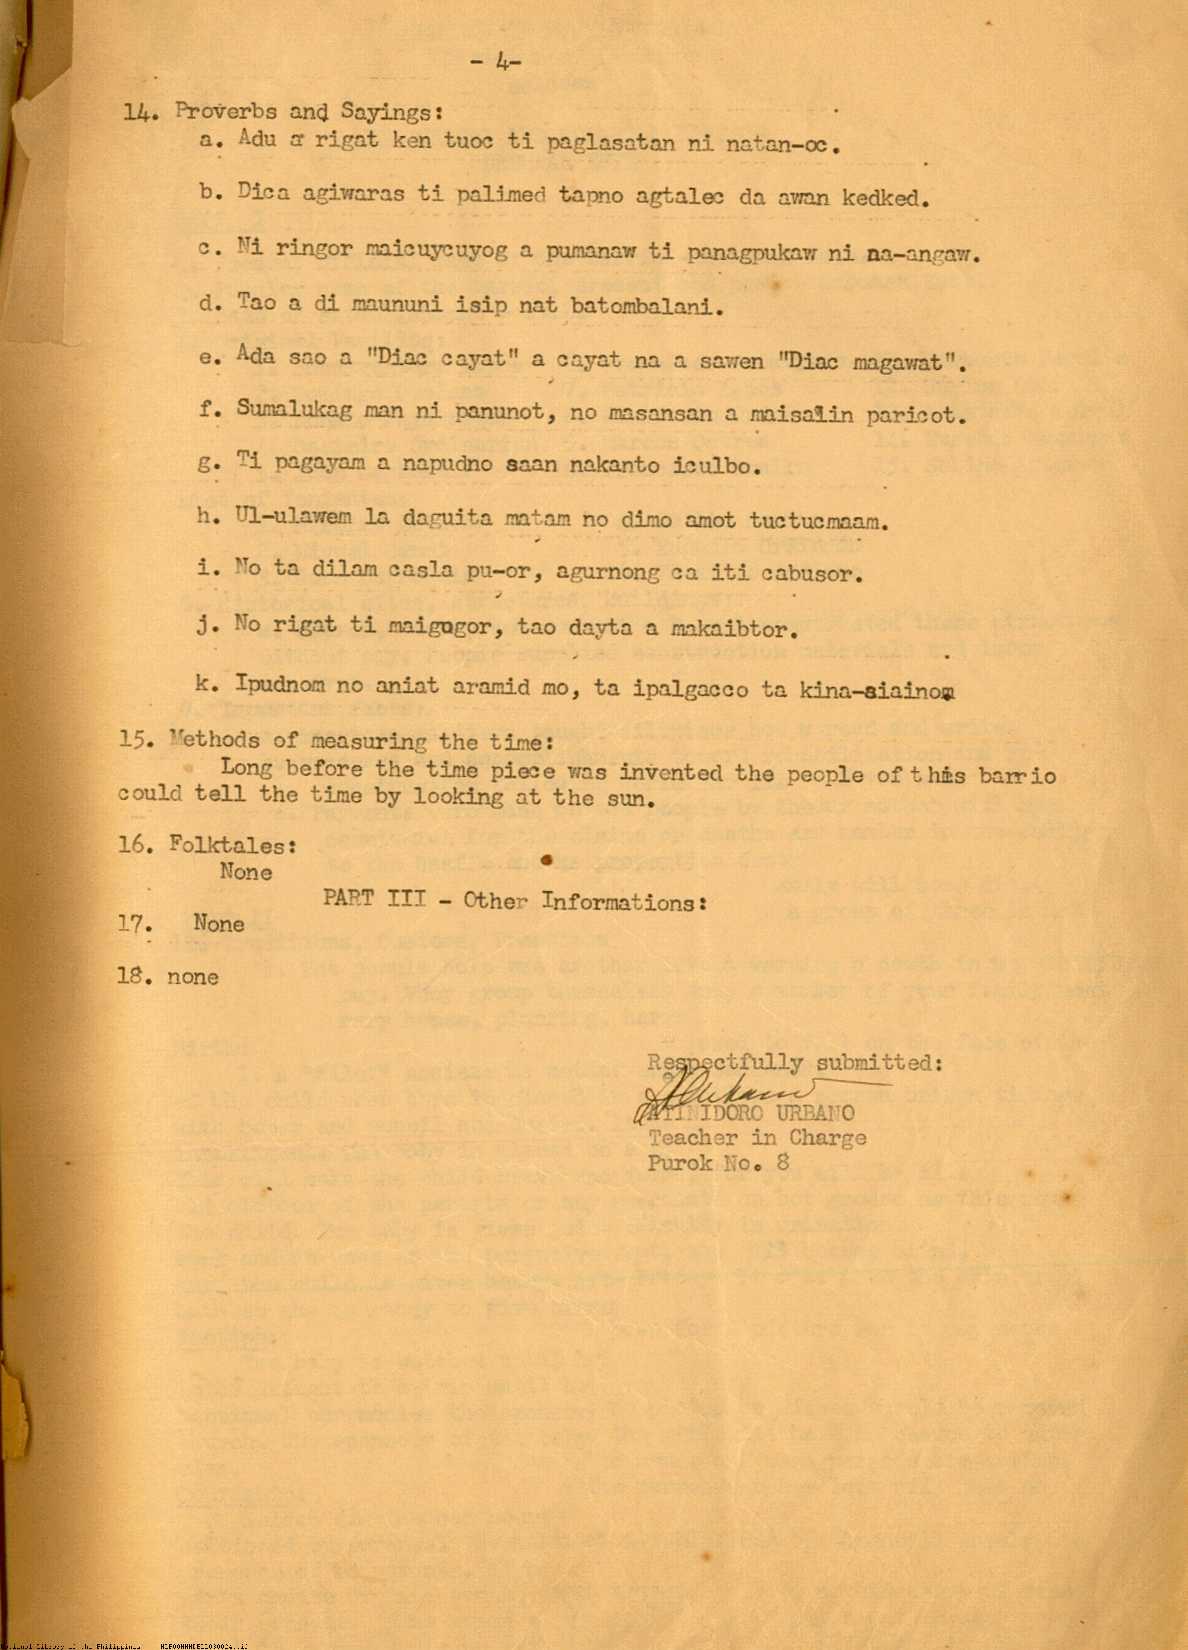 - 4-
14. Proverbs and Sayings:
a. Adu a rigat ken tuoc ti paglasatan ni natan-oc.
b. Dica agiwaras ti palimed tapno agtalec da awan kedked.
c. Ni ringor maicuycuyog a pumanaw ti panagpukaw ni na-angaw.
d. Tao a di maununi isip nat batombalani.
e. Ada sao a "Diac cayat" a cayat na a sawen "Diac magawat".
f. Sumalukag man ni panunot, no masansan a maisalin paricot.
g. Ti pagayam a napudno saan nakanto iculbo.
h. Ul-ulawem la daguita matam no dimo amot tuctucmaam.
i. No ta dilam casla pu-or, agurnong ca iti cabusor.
j. No rigat ti maigugor, tao dayta a makaibtor.
k. Ipudnom no aniat aramid mo, ta ipalgacco ta kina-siainom
15. Methods of measuring the time:
Long before the time piece was invented the people of this barrio
could tell the time by looking at the sun.
16. Folktales:
None
PART III - Other Informations:
17. None
18. none
Respectfully submitted:
URBANO
Teacher in Charge
Purok No. 8
National Library of the Philippines